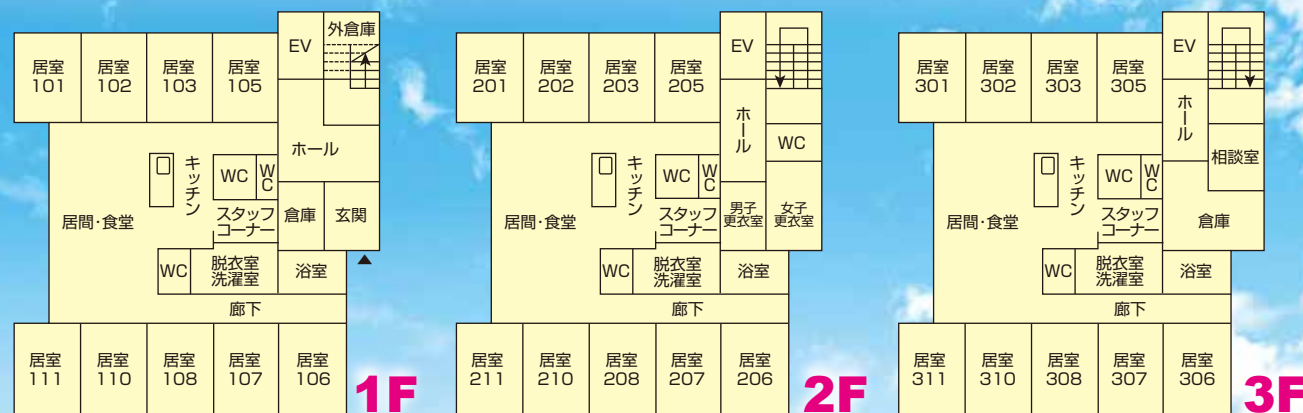 外倉庫
EV
居室
101
居室
102
居室
103
居室
105
ホール
キッチン
WC
WC
居間・食堂
スタッフ
コーナー
倉庫
玄関
WC
脱衣室
洗濯室
浴室
廊下
居室
111
居室
110
居室
108
居室
107
居室
106
1F
EV
居室
201
居室
202
居室
203
居室
205
ホール
WC
キッチン
WC
WC
居間・食堂
スタッフ
コーナー
男子
更衣室
女子
更衣室
WC
脱衣室
洗濯室
浴室
廊下
居室
211
居室
210
居室
208
居室
207
居室
206
2F
EV
居室
301
居室
302
居室
303
居室
305
ホール
相談室
キッチン
WC
WC
居間・食堂
スタッフ
コーナー
倉庫
WC
脱衣室
洗濯室
浴室
廊下
居室
311
居室
310
居室
308
居室
307
居室
306
3F